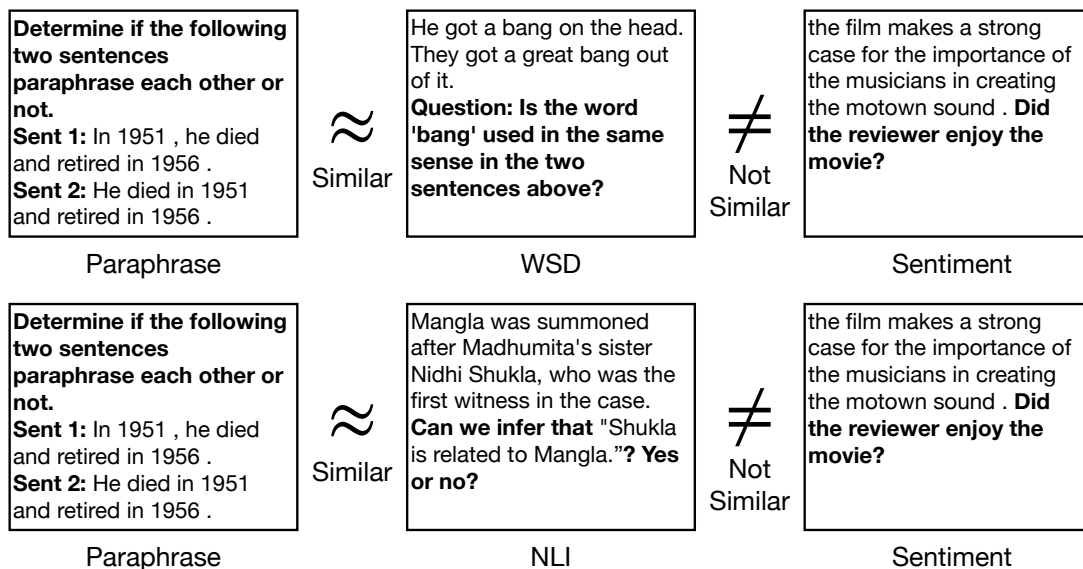 Determine if the following
two sentences
paraphrase each other or
not.
Sent 1: In 1951 , he died
and retired in 1956 .
Sent 2: He died in 1951
and retired in 1956 .
Paraphrase
≈
Similar
He got a bang on the head.
They got a great bang out
of it.
Question: Is the word
'bang' used in the same
sense in the two
sentences above?
WSD
≠
Not
Similar
the film makes a strong
case for the importance of
the musicians in creating
the motown sound . Did
the reviewer enjoy the
movie?
Sentiment
Determine if the following
two sentences
paraphrase each other or
not.
Sent 1: In 1951 , he died
and retired in 1956 .
Sent 2: He died in 1951
and retired in 1956 .
Paraphrase
≈
Similar
Mangla was summoned
after Madhumita's sister
Nidhi Shukla, who was the
first witness in the case.
Can we infer that "Shukla
is related to Mangla.”? Yes
or no?
NLI
≠
Not
Similar
the film makes a strong
case for the importance of
the musicians in creating
the motown sound . Did
the reviewer enjoy the
movie?
Sentiment